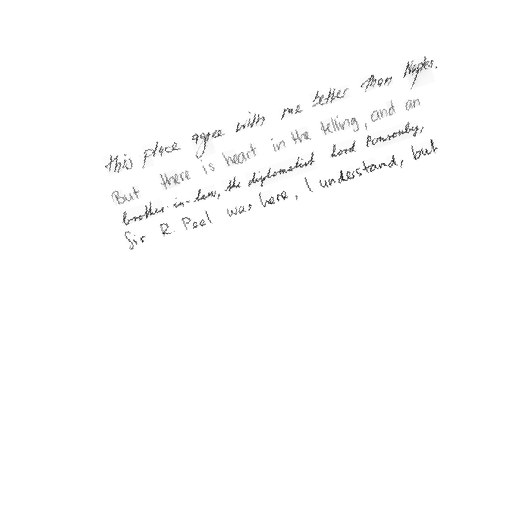 this place agree with me better than Naples.
But there is heart in the telling, and an
brother-in-law, the diplomatist Lord Ponsonby,
Sir R. Peel was here, I understand, but